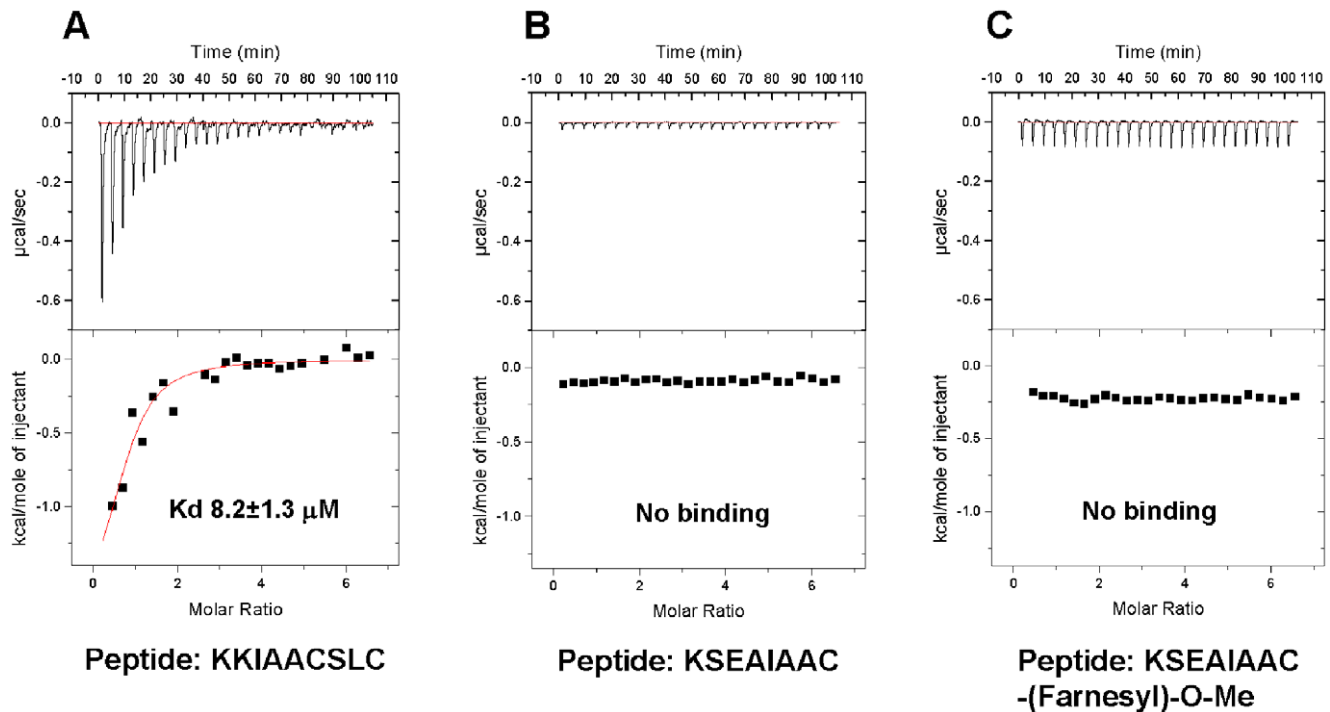 A
Time (min)
-10 0 10 20 30 40 50 60 70 80 90 100 110
0.0
-0.2
-0.4
-0.6
µcal/sec
0.0
-0.5
-1.0
kcal/mole of injectant
Kd 8.2±1.3 µM
0 2 4 6
Molar Ratio
Peptide: KKIAACSLC
B
Time (min)
-10 0 10 20 30 40 50 60 70 80 90 100 110
0.0
-0.2
-0.4
-0.6
µcal/sec
0.0
-0.5
-1.0
kcal/mole of injectant
No binding
0 2 4 6
Molar Ratio
Peptide: KSEAIAAC
C
Time (min)
-10 0 10 20 30 40 50 60 70 80 90 100 110
0.0
-0.2
-0.4
-0.6
µcal/sec
0.0
-0.5
-1.0
kcal/mole of injectant
No binding
0 2 4 6
Molar Ratio
Peptide: KSEAIAAC
-(Farnesyl)-O-Me